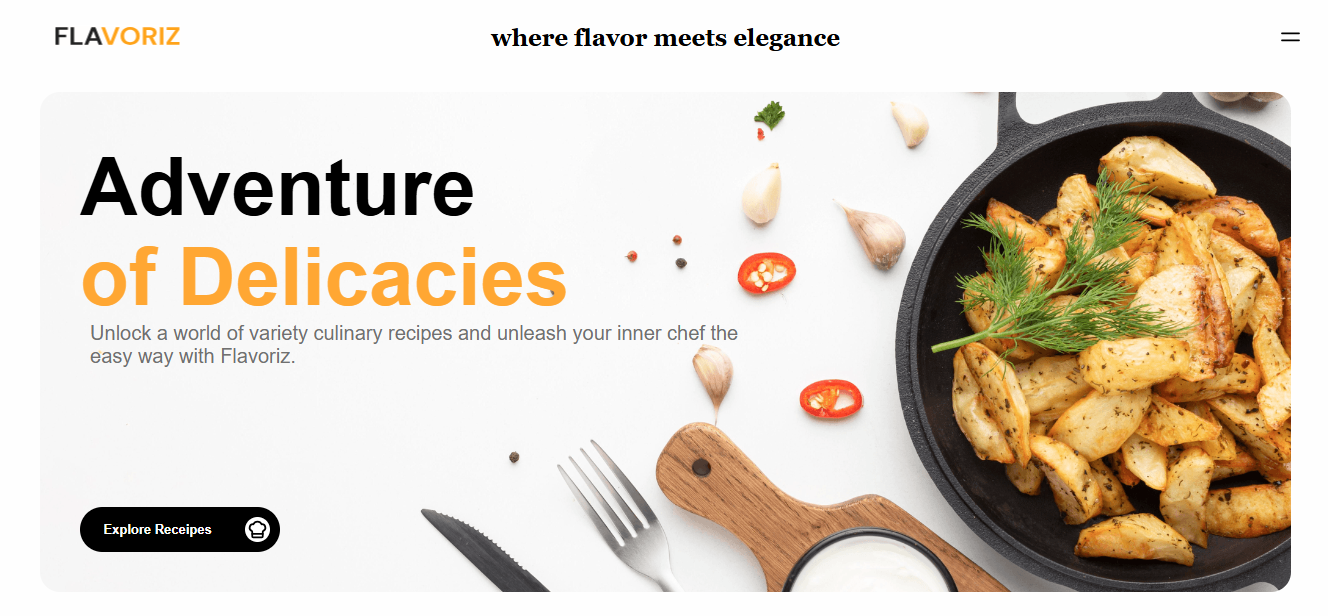 FLAVORIZ
where flavor meets elegance
Adventure
of Delicacies
Unlock a world of variety culinary recipes and unleash your inner chef the
easy way with Flavoriz.
Explore Receipes